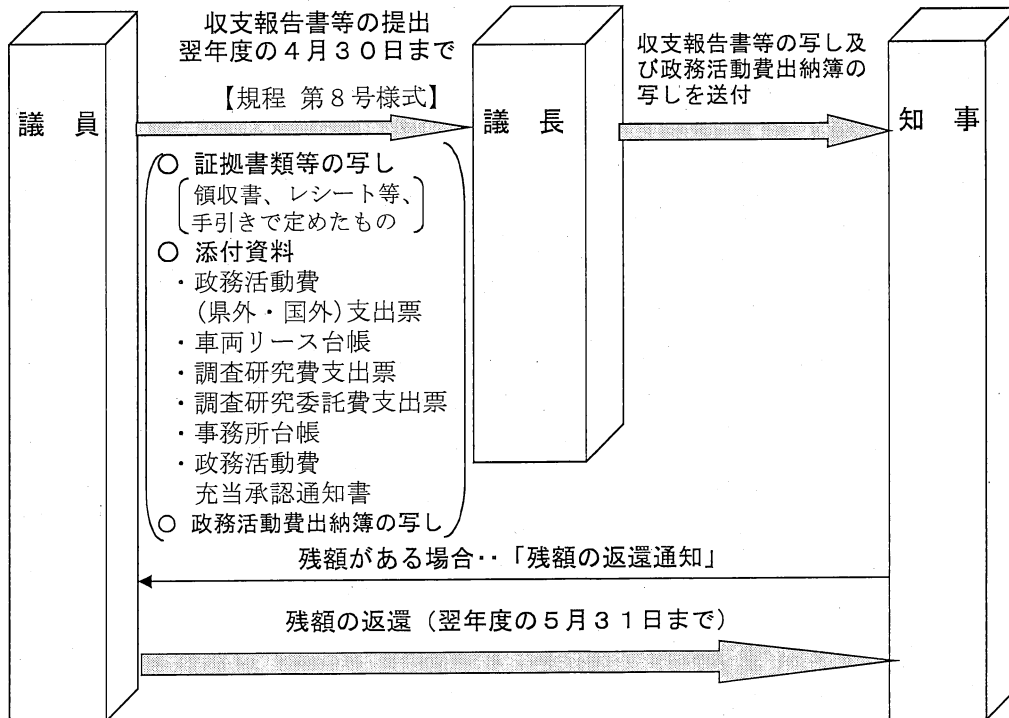 収支報告書等の提出
翌年度の4月30日まで
【規程 第8号様式】
議 員
議 長
知 事
収支報告書等の写し及
び政務活動費出納簿の
写しを送付
○ 証拠書類等の写し
領収書、レシート等、
手引きで定めたもの
○ 添付資料
・政務活動費
(県外・国外)支出票
・車両リース台帳
・調査研究費支出票
・調査研究委託費支出票
・事務所台帳
・政務活動費
充当承認通知書
○ 政務活動費出納簿の写し
残額がある場合‥「残額の返還通知」
残額の返還(翌年度の5月31日まで)